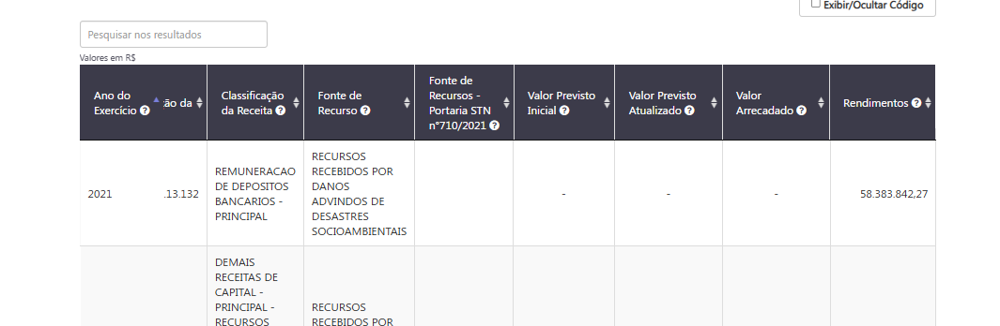 Exibir/Ocultar Código
Pesquisar nos resultados
Valores em R$
Ano do
Exercício
ão da
Classificação
da Receita
Fonte de
Recurso
Fonte de
Recursos -
Portaria STN
n°710/2021
Valor Previsto
Inicial
Valor Previsto
Atualizado
Valor
Arrecadado
Rendimentos
2021
.13.132
REMUNERACAO
DE DEPOSITOS
BANCARIOS -
PRINCIPAL
RECURSOS
RECEBIDOS POR
DANOS
ADVINDOS DE
DESASTRES
SOCIOAMBIENTAIS
-
-
-
58.383.842,27
DEMAIS
RECEITAS DE
CAPITAL -
PRINCIPAL -
RECURSOS
RECURSOS
RECEBIDOS POR